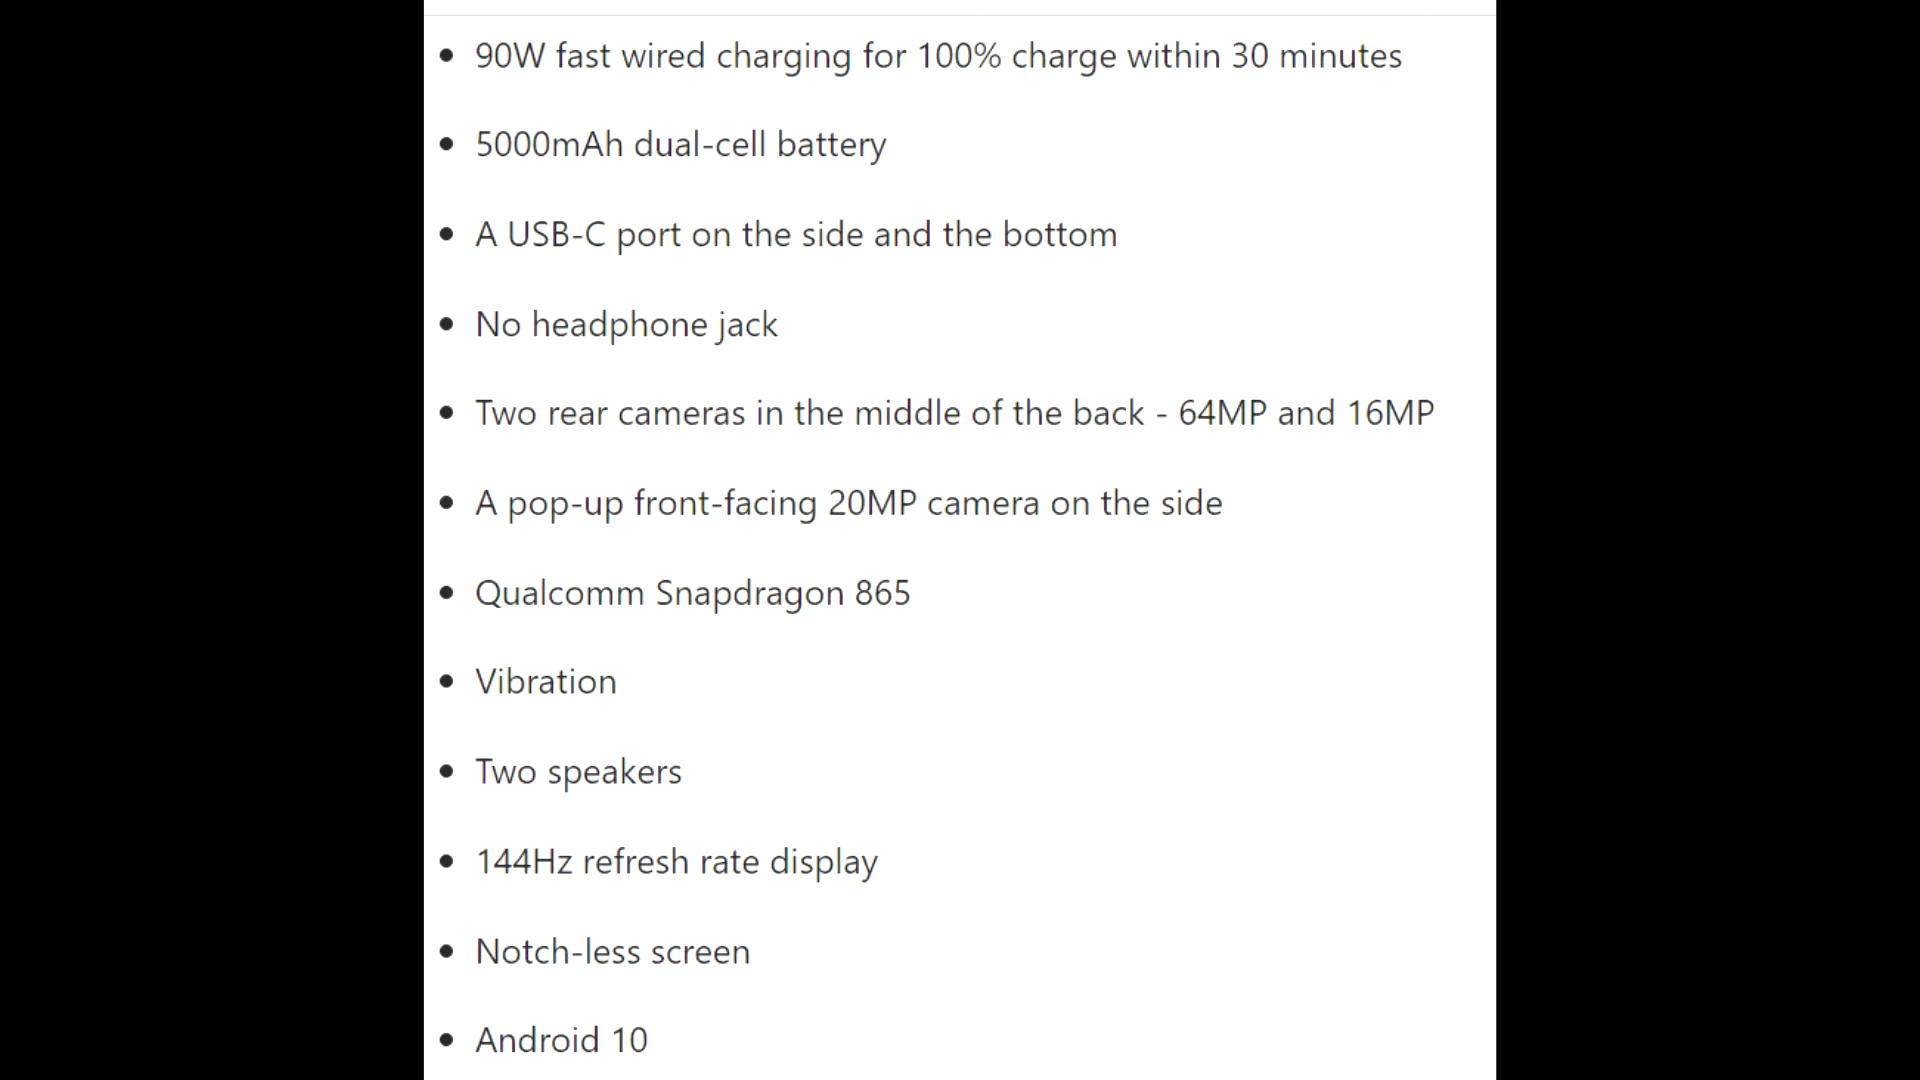 • 90W fast wired charging for 100% charge within 30 minutes
• 5000mAh dual-cell battery
• A USB-C port on the side and the bottom
• No headphone jack
• Two rear cameras in the middle of the back - 64MP and 16MP
• A pop-up front-facing 20MP camera on the side
• Qualcomm Snapdragon 865
• Vibration
• Two speakers
• 144Hz refresh rate display
• Notch-less screen
• Android 10